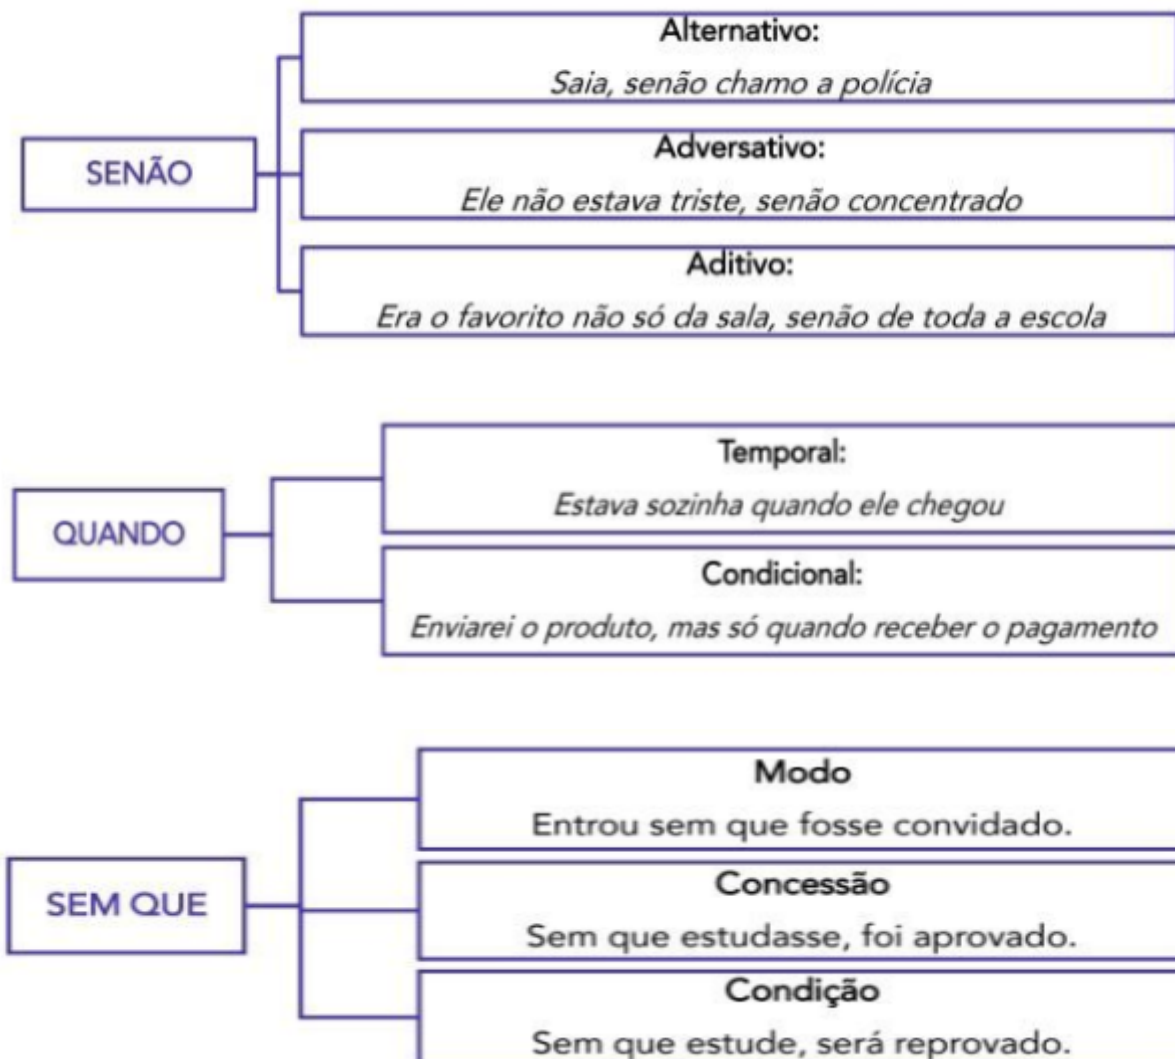 Alternativo:
Saia, senão chamo a polícia
SENÃO
Adversativo:
Ele não estava triste, senão concentrado
Aditivo:
Era o favorito não só da sala, senão de toda a escola
Temporal:
Estava sozinha quando ele chegou
QUANDO
Condicional:
Enviarei o produto, mas só quando receber o pagamento
Modo
Entrou sem que fosse convidado.
SEM QUE
Concessão
Sem que estudasse, foi aprovado.
Condição
Sem que estude, será reprovado.